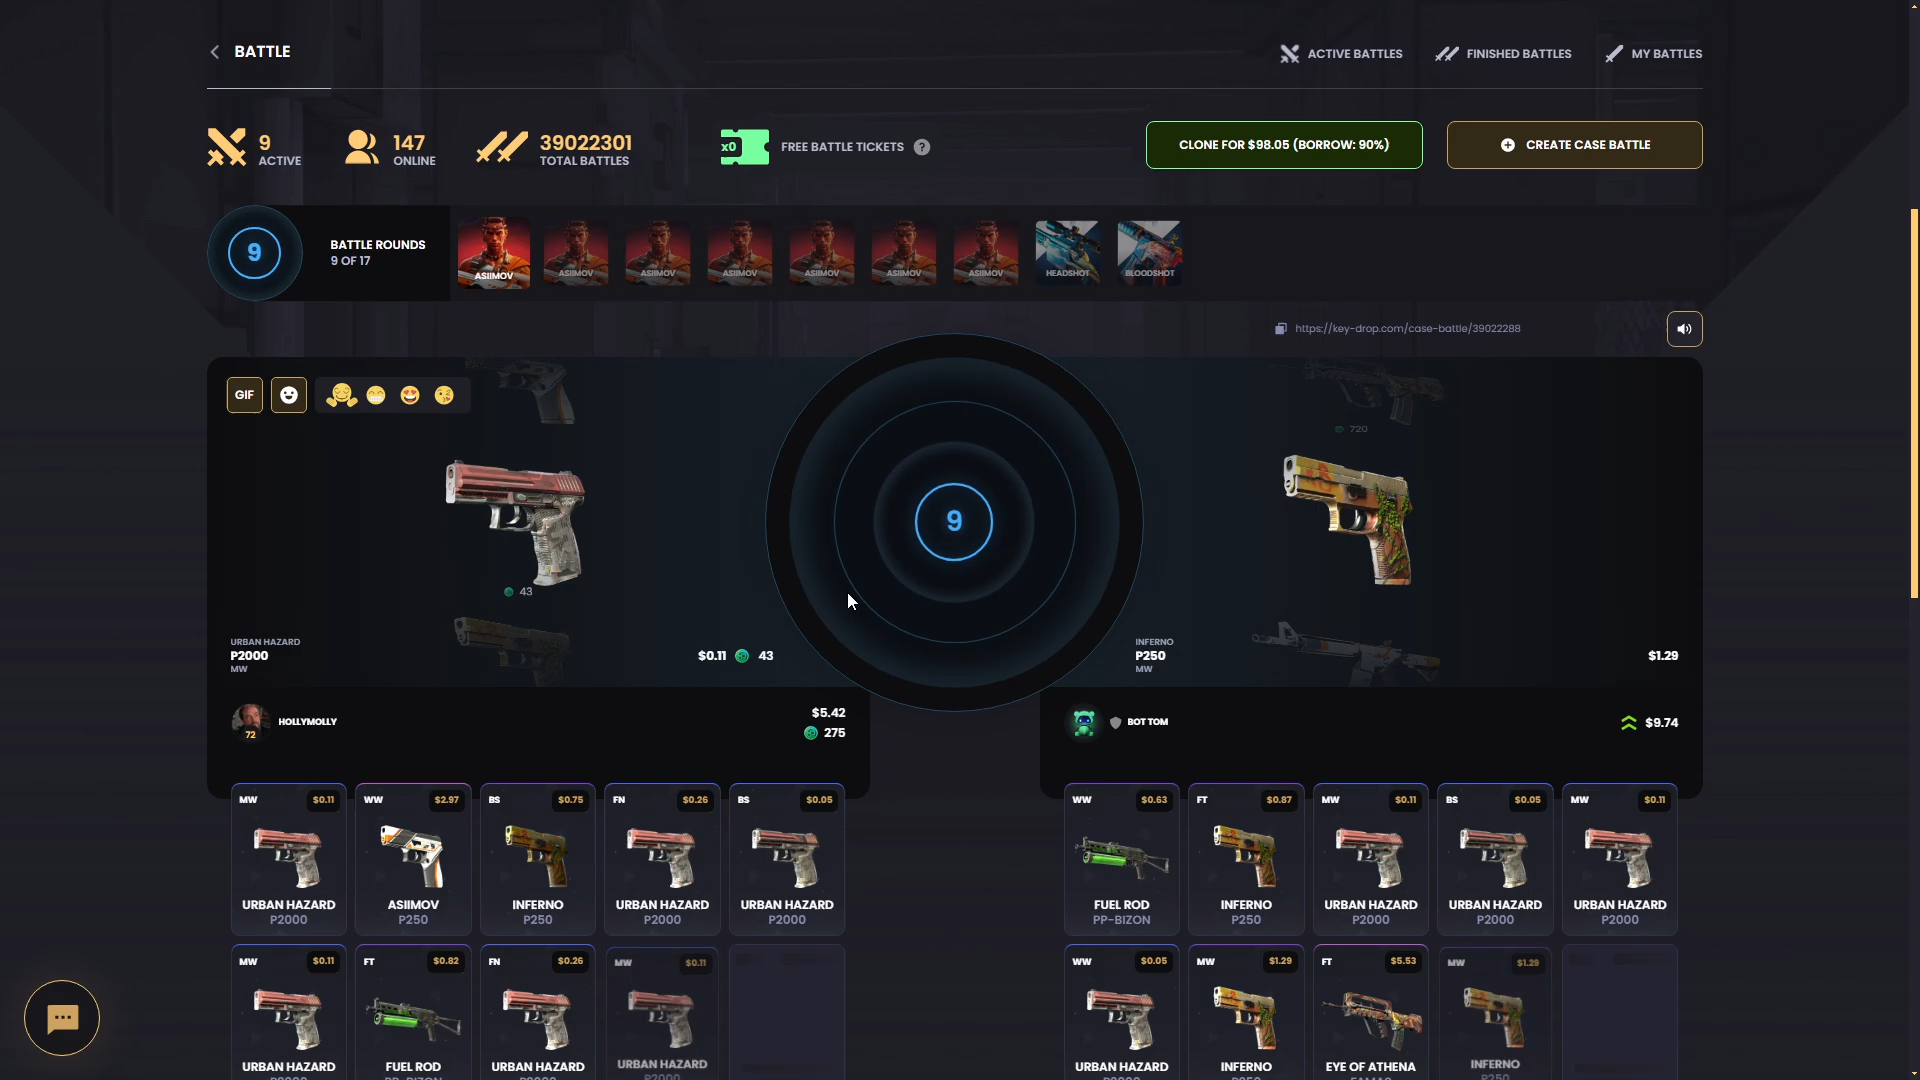 BATTLE
ACTIVE BATTLES
FINISHED BATTLES
MY BATTLES
9
ACTIVE
147
ONLINE
39022301
TOTAL BATTLES
x0
FREE BATTLE TICKETS
?
CLONE FOR $98.05 (BORROW: 90%)
CREATE CASE BATTLE
9
BATTLE ROUNDS
9 OF 17
ASIIMOV
ASIIMOV
ASIIMOV
ASIIMOV
ASIIMOV
ASIIMOV
ASIIMOV
HEADSHOT
BLOODSHOT
https://key-drop.com/case-battle/39022288
GIF
720
9
43
URBAN HAZARD
P2000
MW
$0.11
43
INFERNO
P250
MW
$1.29
72
HOLLYMOLLY
$5.42
275
BOT TOM
$9.74
MW $0.11
URBAN HAZARD
P2000
WW $2.97
ASIIMOV
P250
BS $0.75
INFERNO
P250
FN $0.26
URBAN HAZARD
P2000
BS $0.05
URBAN HAZARD
P2000
WW $0.63
FUEL ROD
PP-BIZON
FT $0.87
INFERNO
P250
MW $0.11
URBAN HAZARD
P2000
BS $0.05
URBAN HAZARD
P2000
MW $0.11
URBAN HAZARD
P2000
MW $0.11
URBAN HAZARD
P2000
FT $0.82
FUEL ROD
PP-BIZON
FN $0.26
URBAN HAZARD
P2000
MW $0.11
URBAN HAZARD
P2000
WW $0.05
URBAN HAZARD
P2000
MW $1.29
INFERNO
P250
FT $5.53
EYE OF ATHENA
FAMAS
MW $1.29
INFERNO
P250